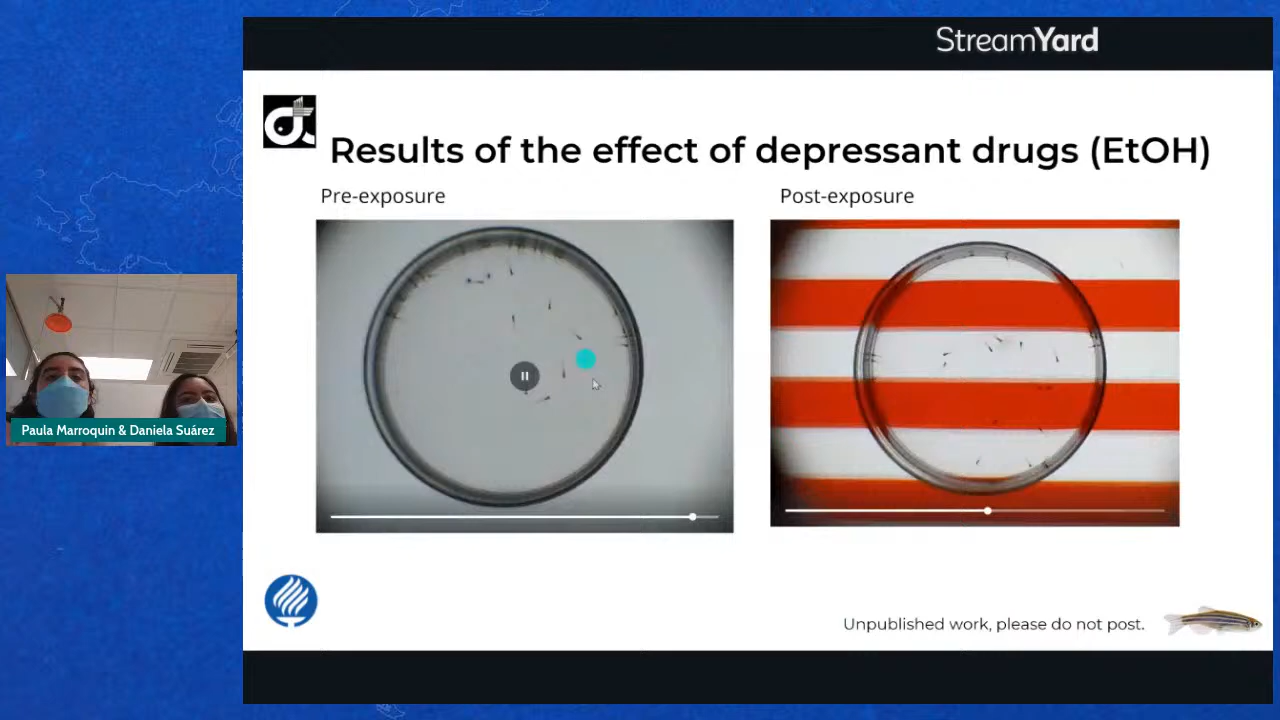 StreamYard
Results of the effect of depressant drugs (EtOH)
Pre-exposure
Post-exposure
Paula Marroquin & Daniela Suárez
Unpublished work, please do not post.